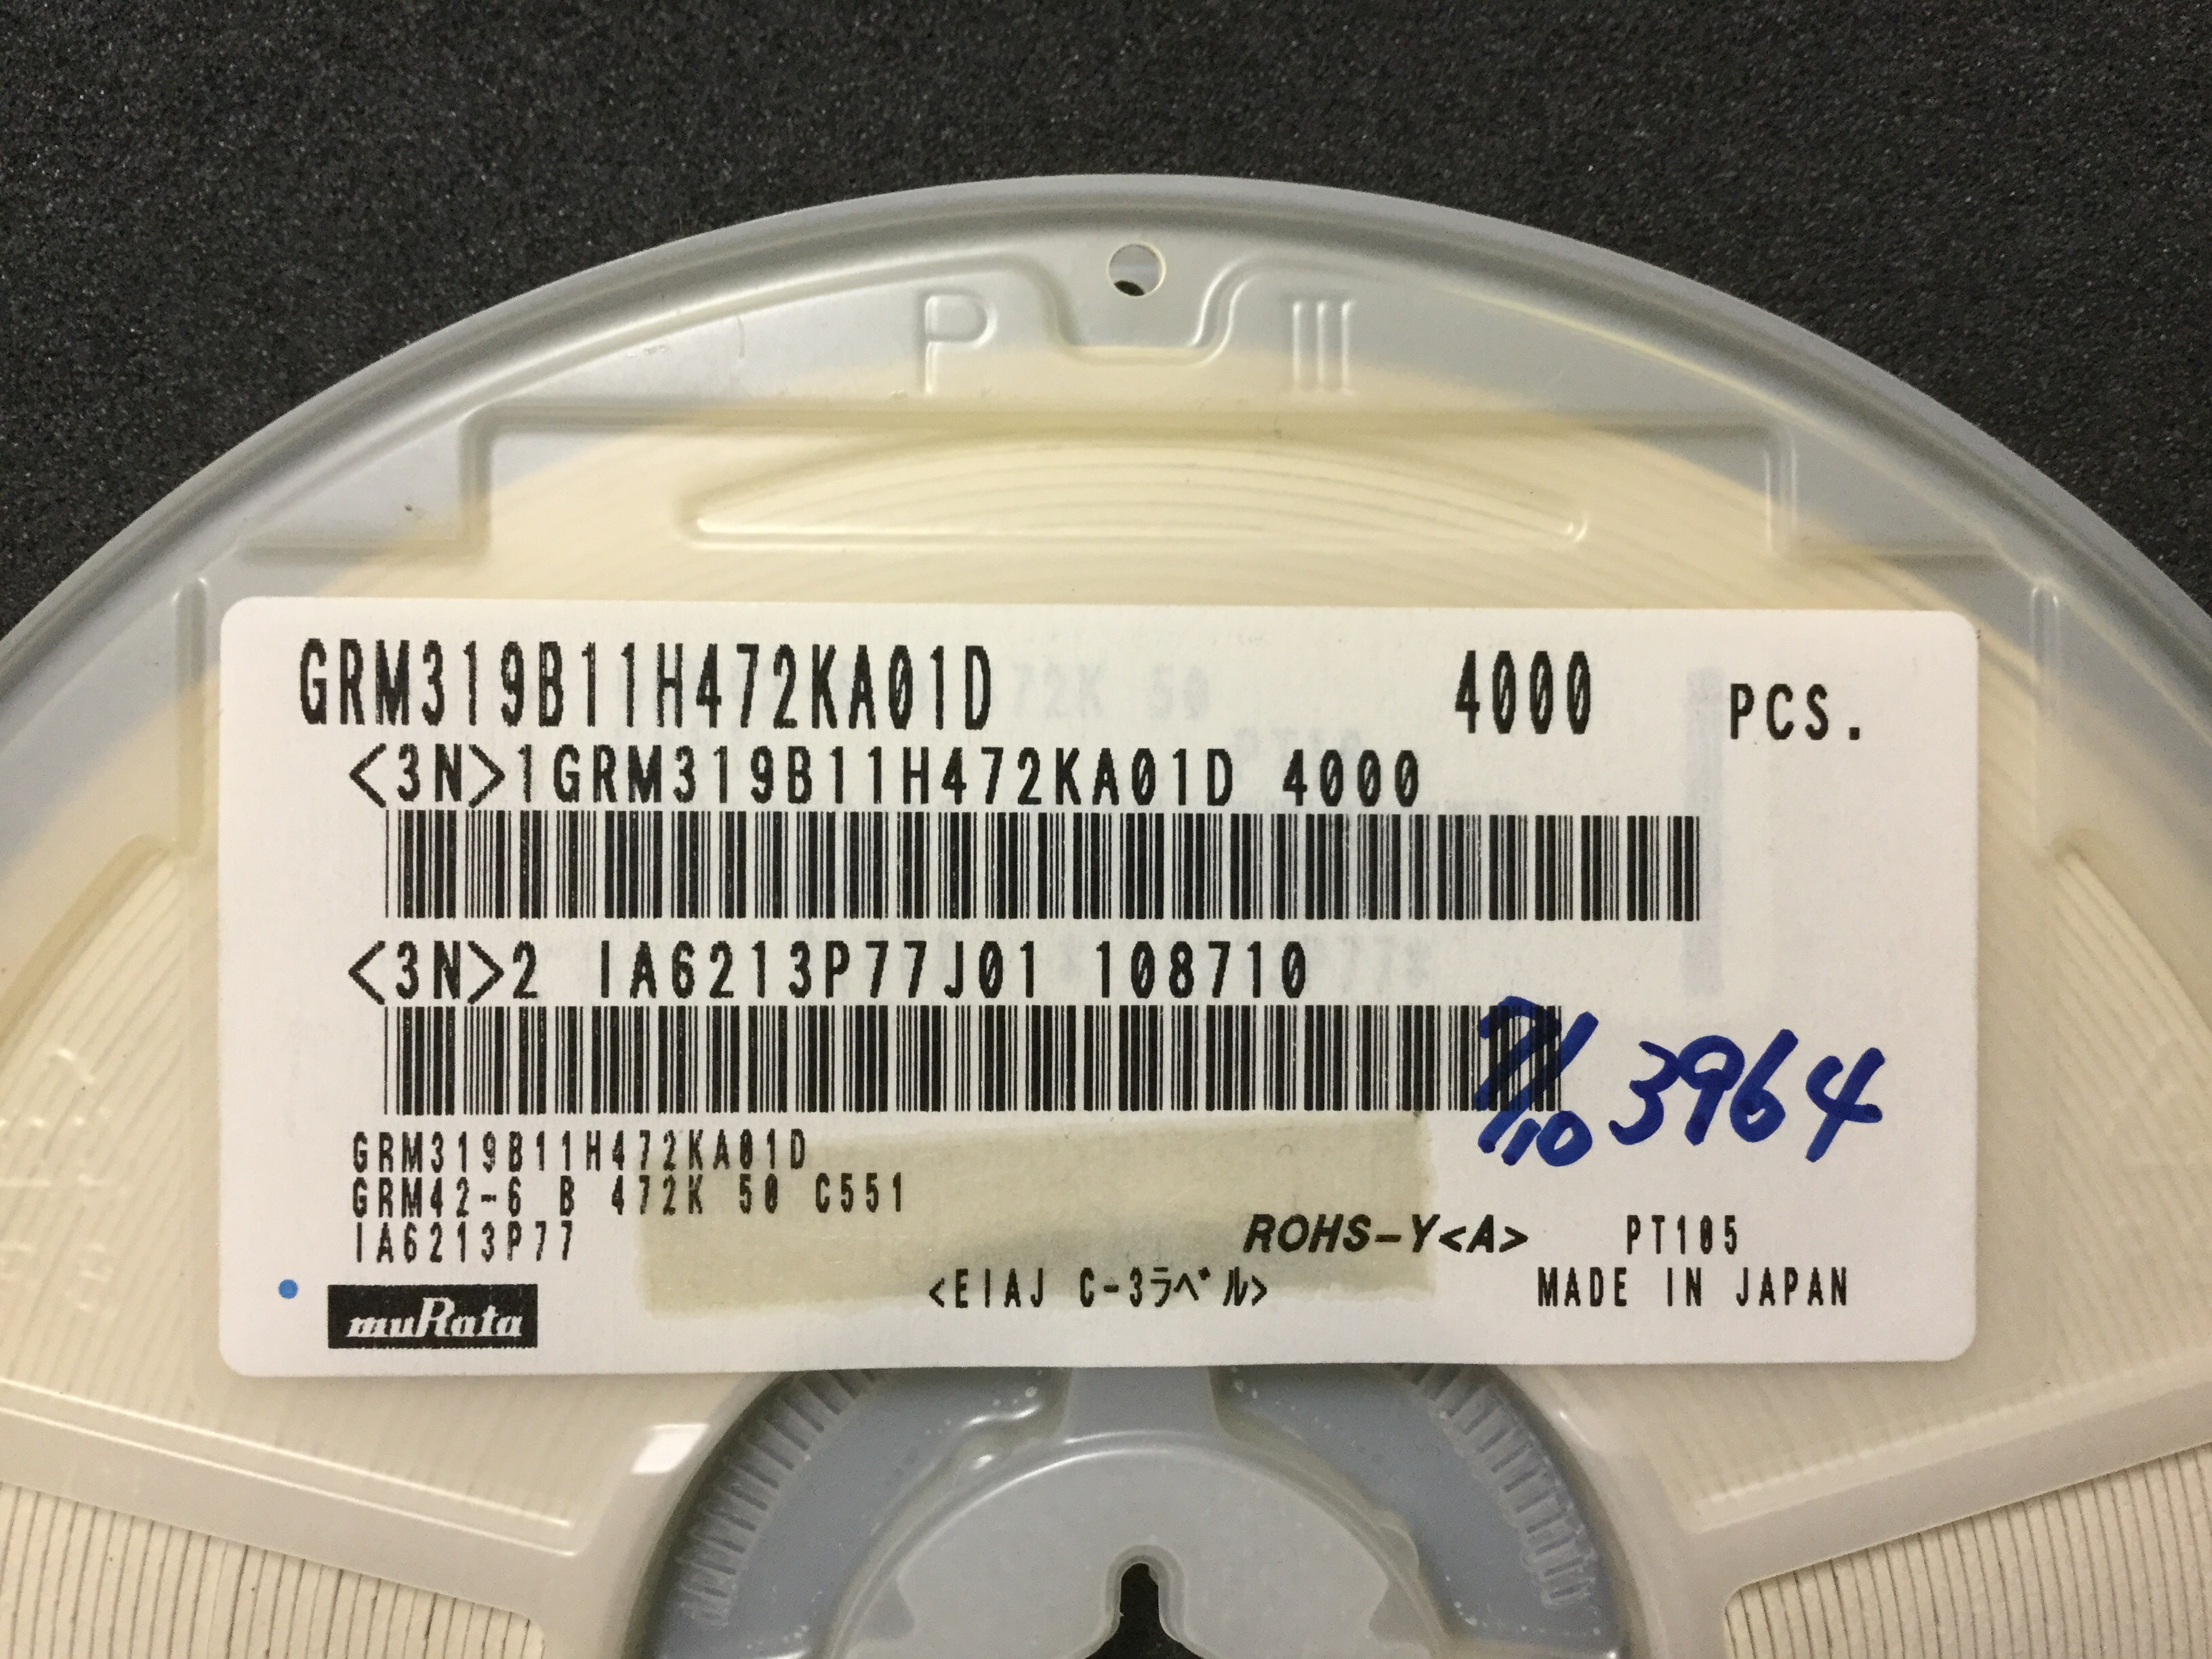 P III
GRM319B11H472KA01D 4000 PCS.
<3N>1GRM319B11H472KA01D 4000
<3N>2 IA6213P77J01 108710
7/10 3964
GRM319B11H472KA01D
GRM42-6 B 472K 50 C551
IA6213P77
ROHS-Y<A> PT105
<EIAJ C-3ラベル> MADE IN JAPAN
muRata